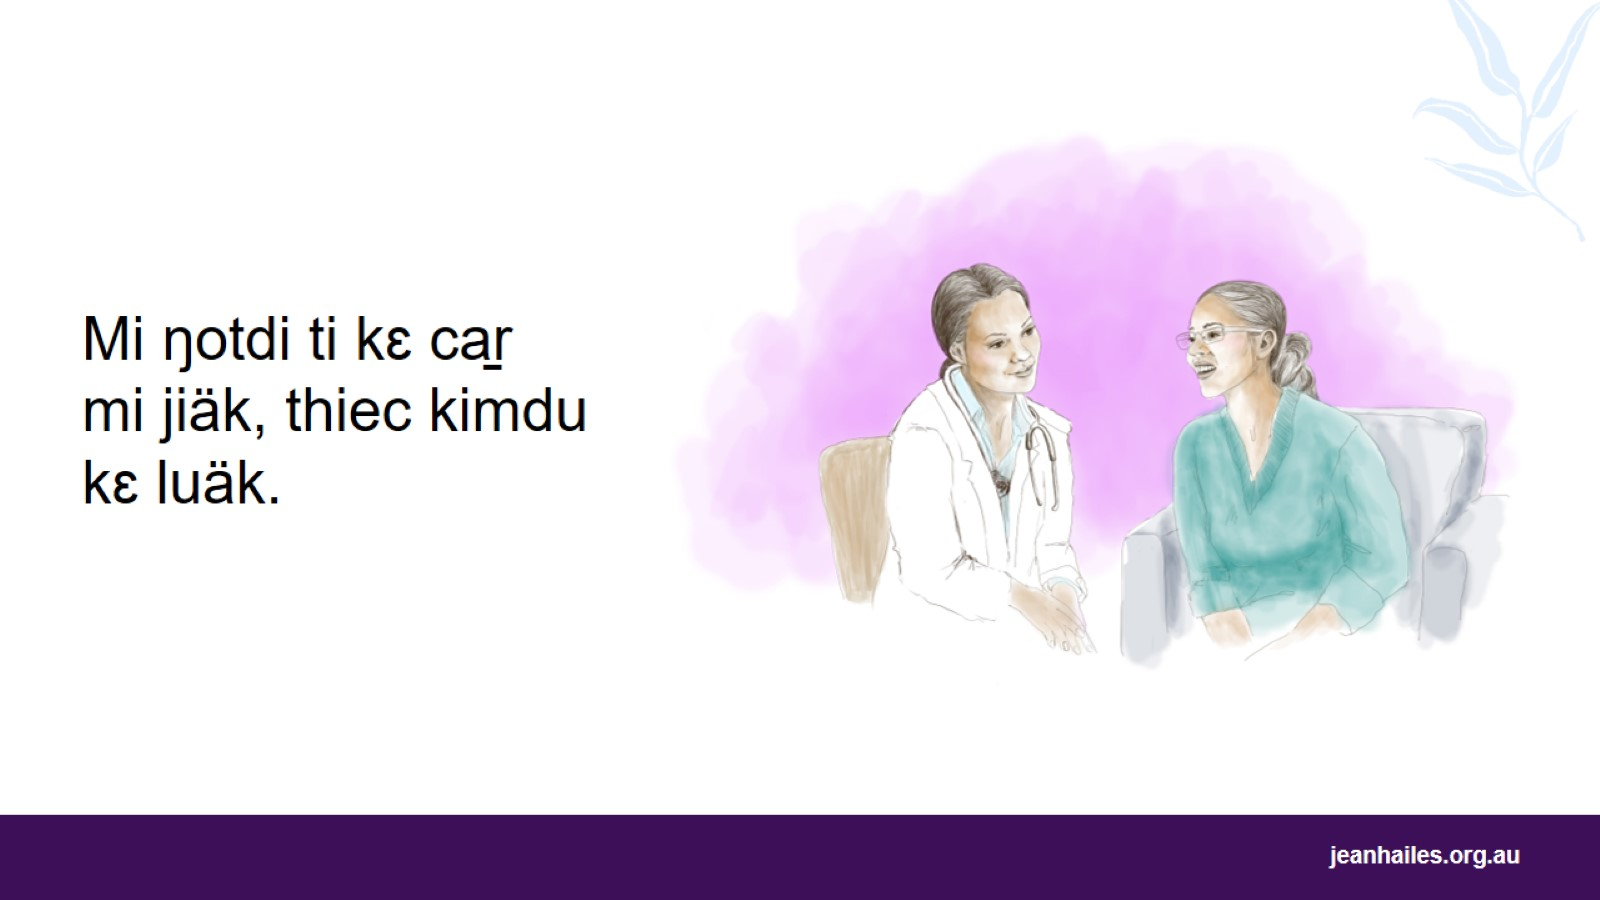 Mi ŋotdi ti kɛ ca̱ṟ
mi jiäk, thiec kimdu
kɛ luäk.
jeanhailes.org.au